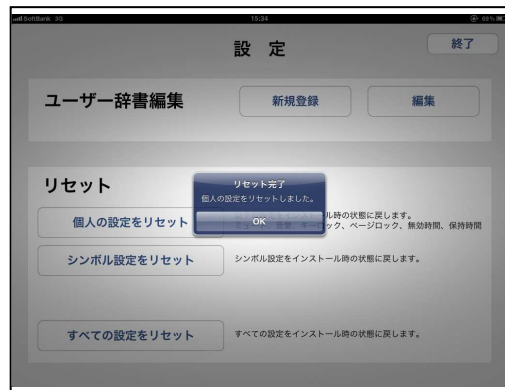 SoftBank 3G 15:34 69%
設 定
終了
ユーザー辞書編集
新規登録
編集
リセット
リセット完了
個人の設定をリセットしました。
OK
個人の設定をリセット
ル時の状態に戻します。
ロック、ページロック、無効時間、保持時間
シンボル設定をリセット
シンボル設定をインストール時の状態に戻します。
すべての設定をリセット
すべての設定をインストール時の状態に戻します。